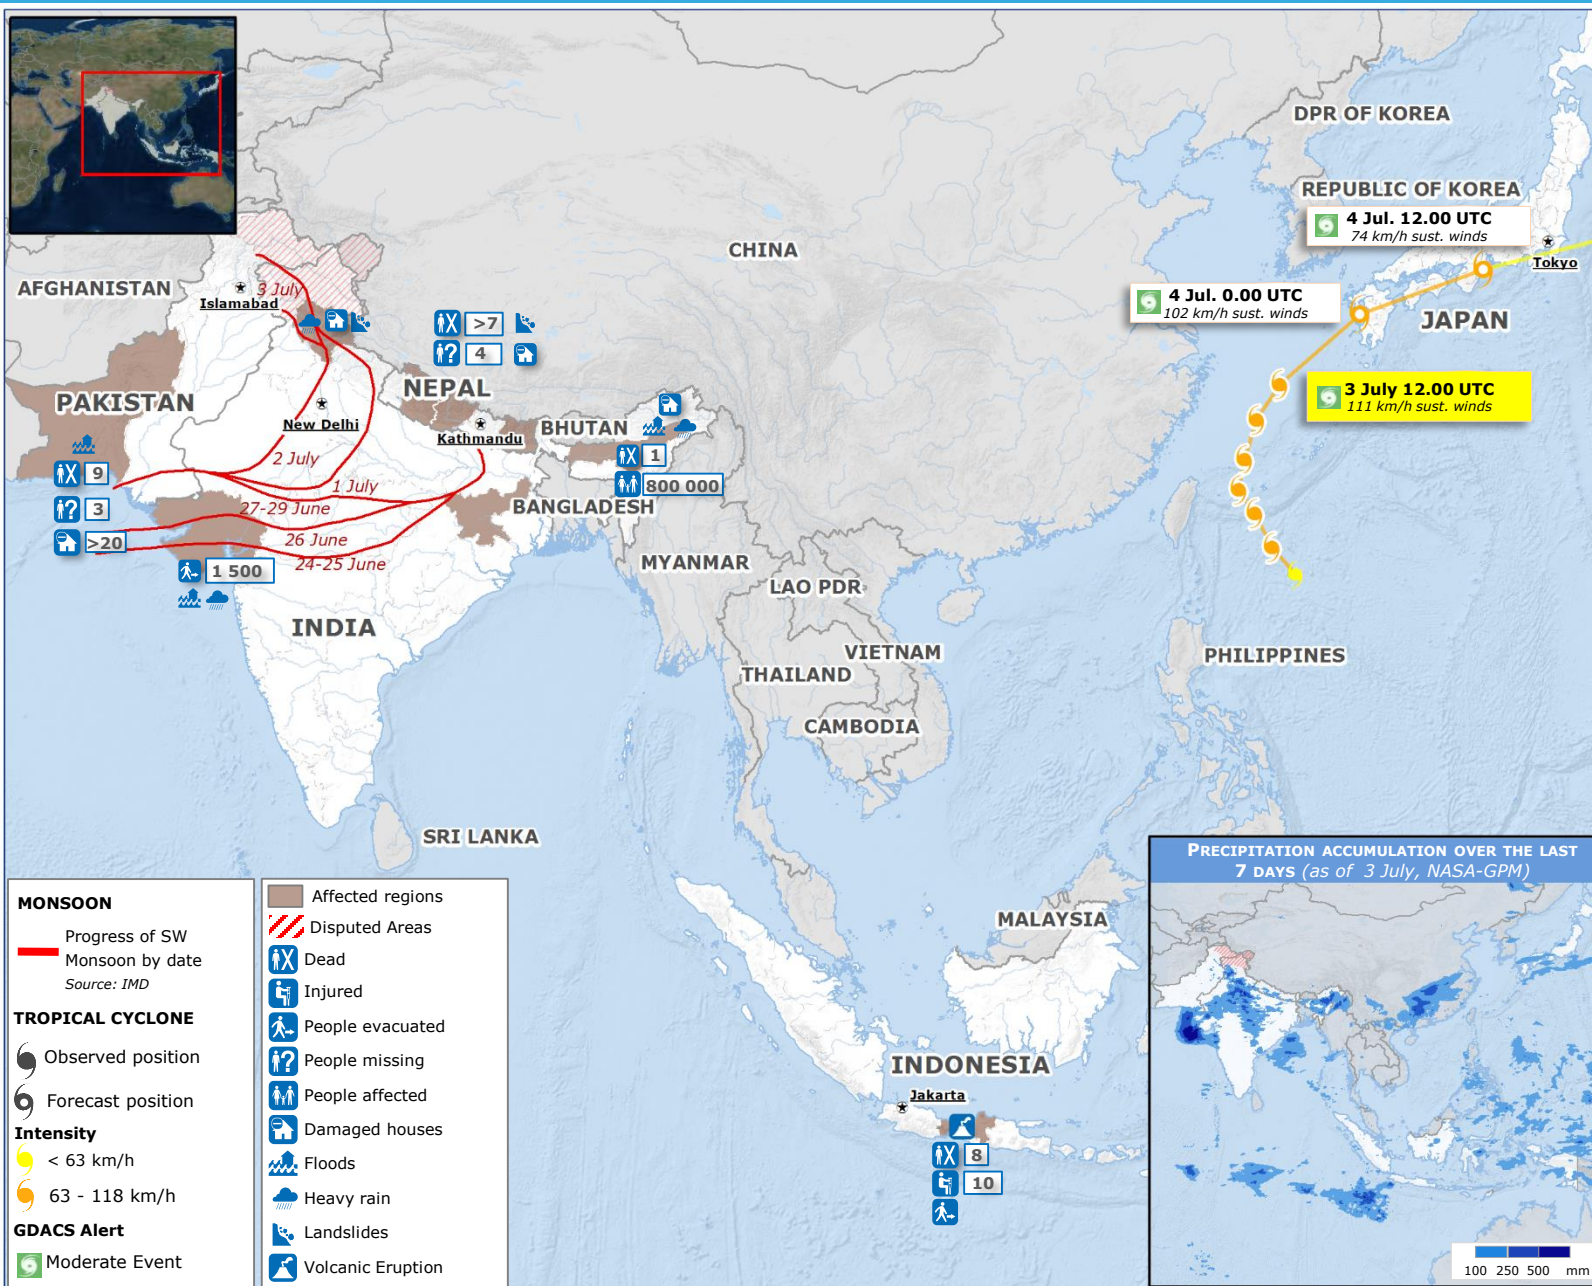 DPR OF KOREA
REPUBLIC OF KOREA
4 Jul. 12.00 UTC
74 km/h sust. winds
Tokyo
CHINA
AFGHANISTAN
3 July
Islamabad
4 Jul. 0.00 UTC
102 km/h sust. winds
JAPAN
>7
4
3 July 12.00 UTC
111 km/h sust. winds
PAKISTAN
NEPAL
New Delhi
Kathmandu
BHUTAN
2 July
1
9
1 July
800 000
3
27-29 June
BANGLADESH
>20
26 June
24-25 June
1 500
MYANMAR
LAO PDR
INDIA
VIETNAM
PHILIPPINES
THAILAND
CAMBODIA
SRI LANKA
MALAYSIA
INDONESIA
Jakarta
8
10
MONSOON
Progress of SW
Monsoon by date
Source: IMD
TROPICAL CYCLONE
Observed position
Forecast position
Intensity
< 63 km/h
63 - 118 km/h
GDACS Alert
Moderate Event
Affected regions
Disputed Areas
Dead
Injured
People evacuated
People missing
People affected
Damaged houses
Floods
Heavy rain
Landslides
Volcanic Eruption
PRECIPITATION ACCUMULATION OVER THE LAST
7 DAYS (as of 3 July, NASA-GPM)
100 250 500 mm